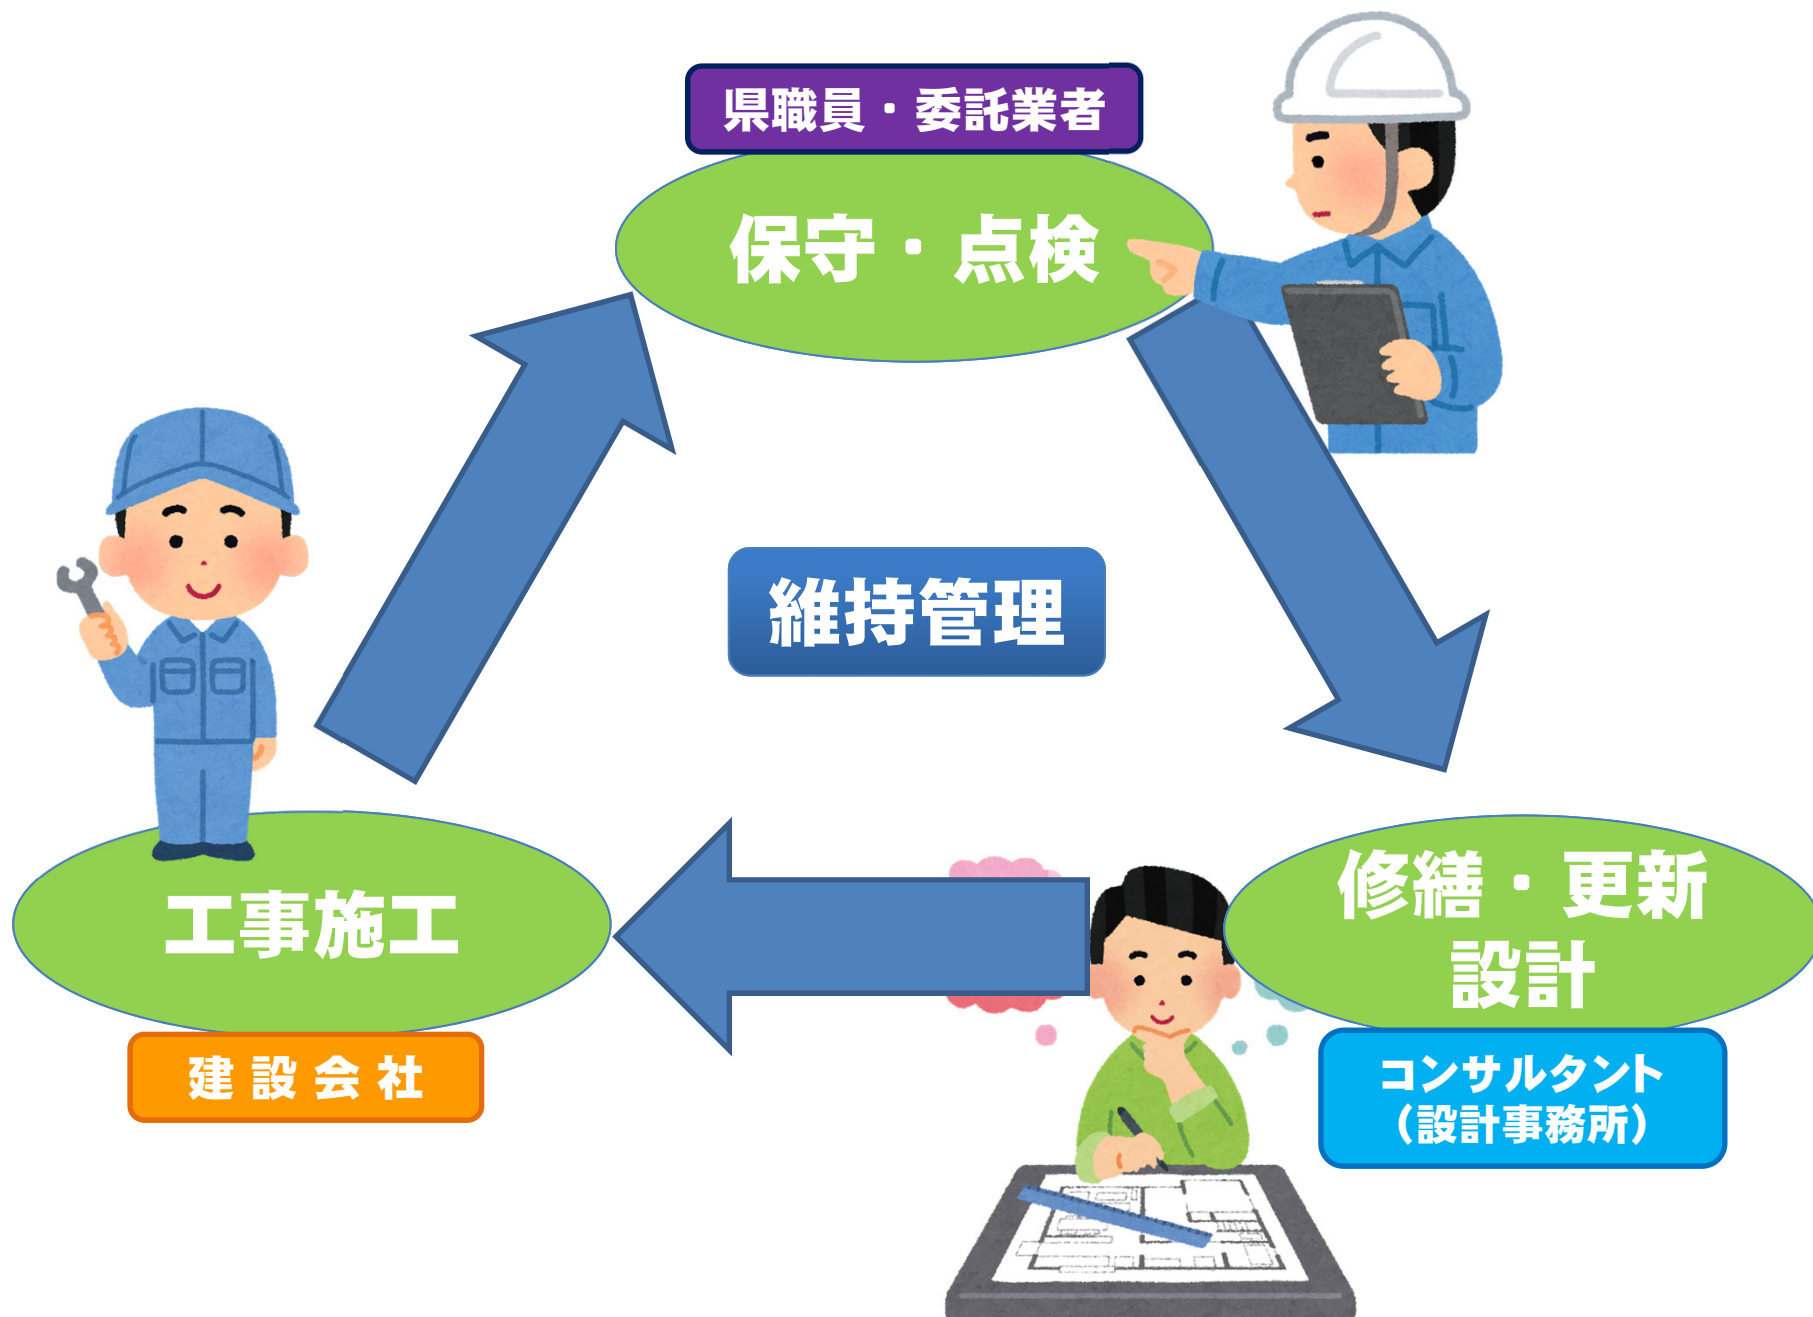 県職員・委託業者
保守・点検
維持管理
修繕・更新
設計
コンサルタント
（設計事務所）
工事施工
建設会社